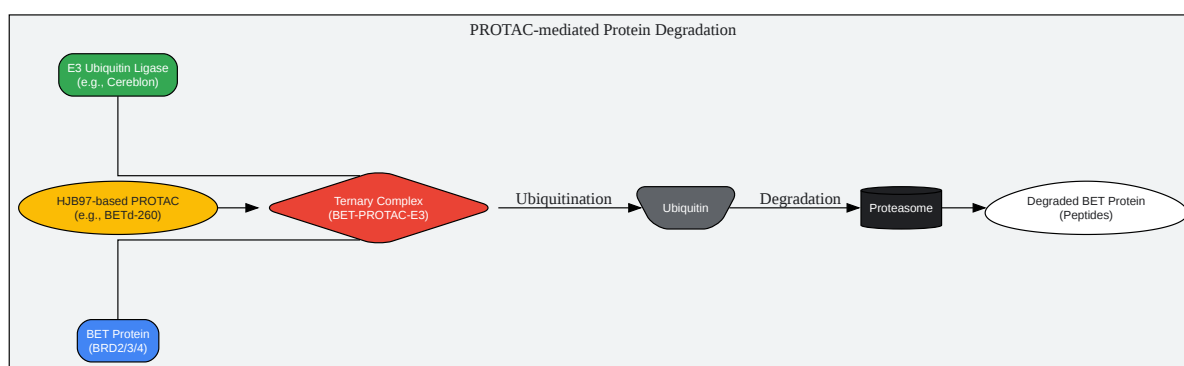 PROTAC-mediated Protein Degradation
E3 Ubiquitin Ligase
(e.g., Cereblon)
HJB97-based PROTAC
(e.g., BETd-260)
Ternary Complex
(BET-PROTAC-E3)
Ubiquitination
Ubiquitin
Degradation
Proteasome
Degraded BET Protein
(Peptides)
BET Protein
(BRD2/3/4)